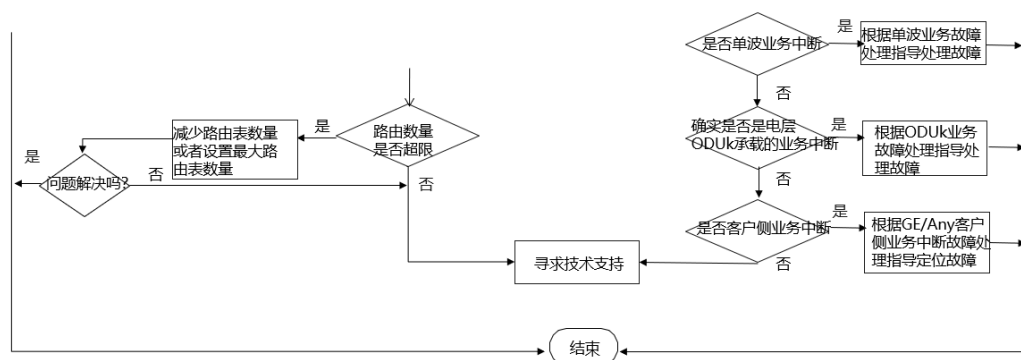 是否单波业务中断
是
根据单波业务故障
处理指导处理故障
否
减少路由表数量
或者设置最大路
由表数量
是
路由数量
是否超限
确实是否是电层
ODUk承载的业务中断
是
根据ODUk业务
故障处理指导处
理故障
是
问题解决吗?
否
否
否
是否客户侧业务中断
是
根据GE/Any客户
侧业务中断故障处
理指导定位故障
寻求技术支持
否
结束